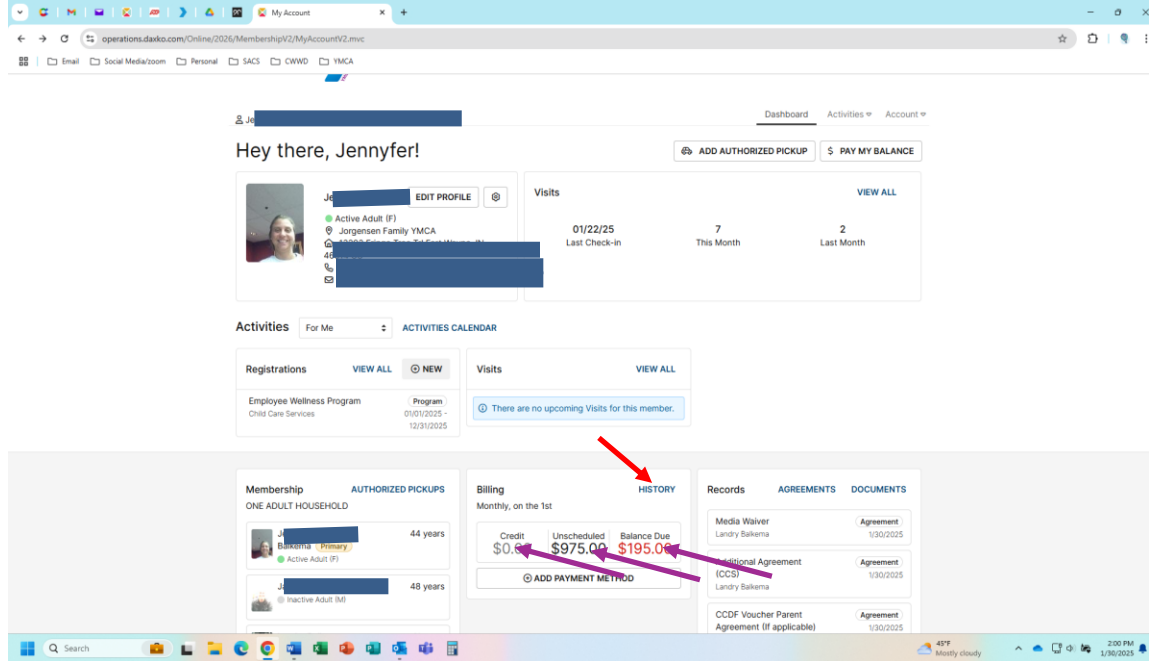 My Account
operations.daxko.com/Online/2026/MembershipV2/MyAccountV2.mvc
Email Social Media/zoom Personal SACS CWWD YMCA
Je
Dashboard Activities Account
Hey there, Jennyfer!
ADD AUTHORIZED PICKUP $ PAY MY BALANCE
Je EDIT PROFILE
Active Adult (F)
Jorgensen Family YMCA
46
Visits VIEW ALL
01/22/25 7 2
Last Check-in This Month Last Month
Activities For Me ACTIVITIES CALENDAR
Registrations VIEW ALL NEW
Employee Wellness Program Program
Child Care Services 01/01/2025 -
12/31/2025
Visits VIEW ALL
There are no upcoming Visits for this member.
Membership AUTHORIZED PICKUPS
ONE ADULT HOUSEHOLD
44 years
Balkema Primary
Active Adult (F)
48 years
Inactive Adult (M)
Billing HISTORY
Monthly, on the 1st
Credit Unscheduled Balance Due
$975.00 $195.00
ADD PAYMENT METHOD
Records AGREEMENTS DOCUMENTS
Media Waiver Agreement
Landry Balkema 1/30/2025
Additional Agreement Agreement
(CCS) 1/30/2025
Landry Balkema
CCDF Voucher Parent Agreement
Agreement (If applicable) 1/30/2025
Search
45°F
Mostly cloudy
2:00 PM
1/30/2025